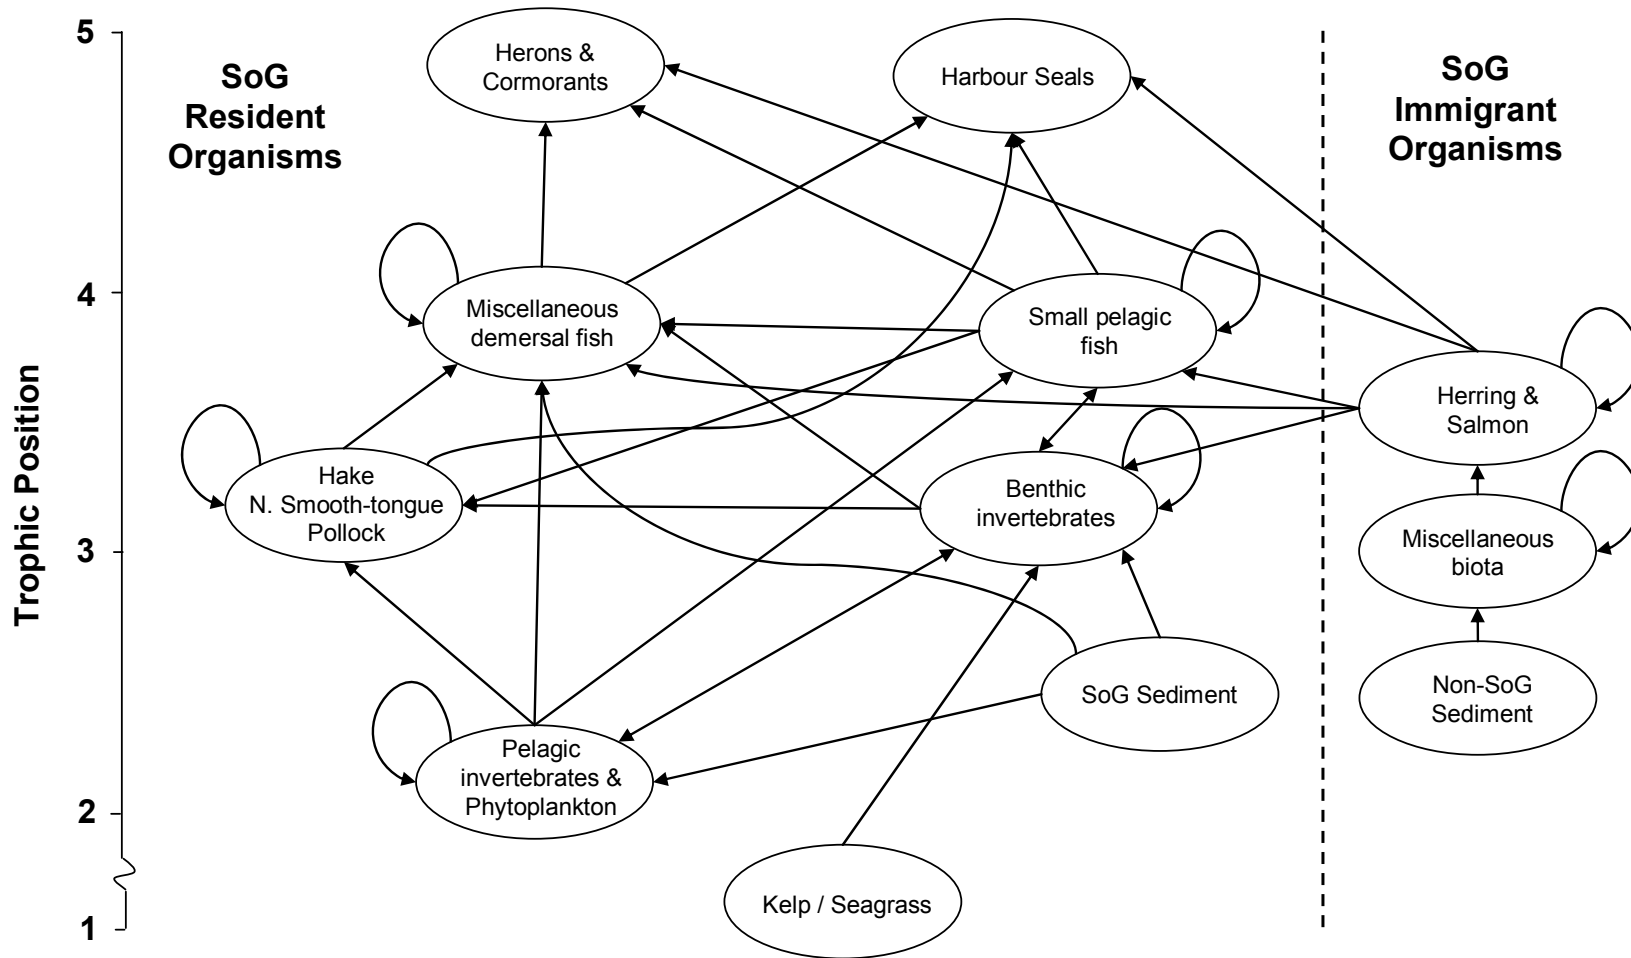 5
Herons &
Cormorants
Harbour Seals
SoG
Resident
Organisms
SoG
Immigrant
Organisms
4
Miscellaneous
demersal fish
Small pelagic
fish
Herring &
Salmon
Trophic Position
Hake
N. Smooth-tongue
Pollock
Benthic
invertebrates
3
Miscellaneous
biota
SoG Sediment
Non-SoG
Sediment
Pelagic
invertebrates &
Phytoplankton
2
Kelp / Seagrass
1